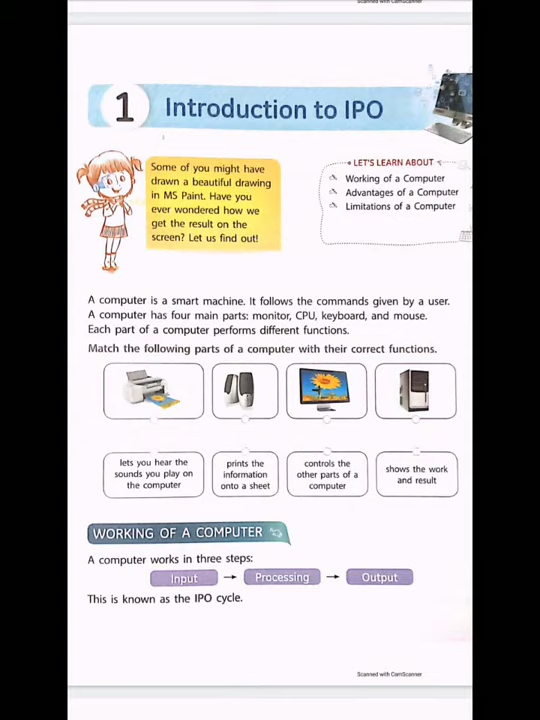 Scanned with CamScanner
1 Introduction to IPO
Some of you might have
drawn a beautiful drawing
in MS Paint. Have you
ever wondered how we
get the result on the
screen? Let us find out!
LET'S LEARN ABOUT
Working of a Computer
Advantages of a Computer
Limitations of a Computer
A computer is a smart machine. It follows the commands given by a user.
A computer has four main parts: monitor, CPU, keyboard, and mouse.
Each part of a computer performs different functions.
Match the following parts of a computer with their correct functions.
lets you hear the
sounds you play on
the computer
prints the
information
onto a sheet
controls the
other parts of a
computer
shows the work
and result
WORKING OF A COMPUTER
A computer works in three steps:
Input → Processing → Output
This is known as the IPO cycle.
Scanned with CamScanner